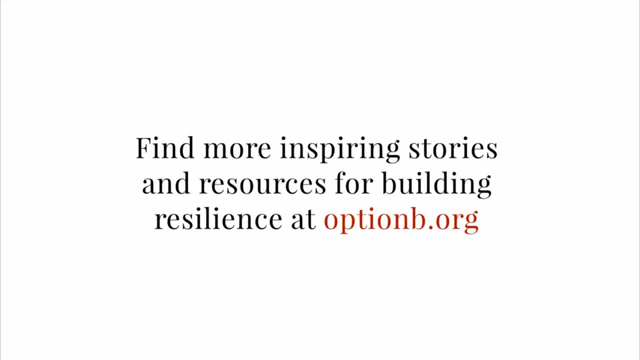 Find more inspiring stories
and resources for building
resilience at optionb.org